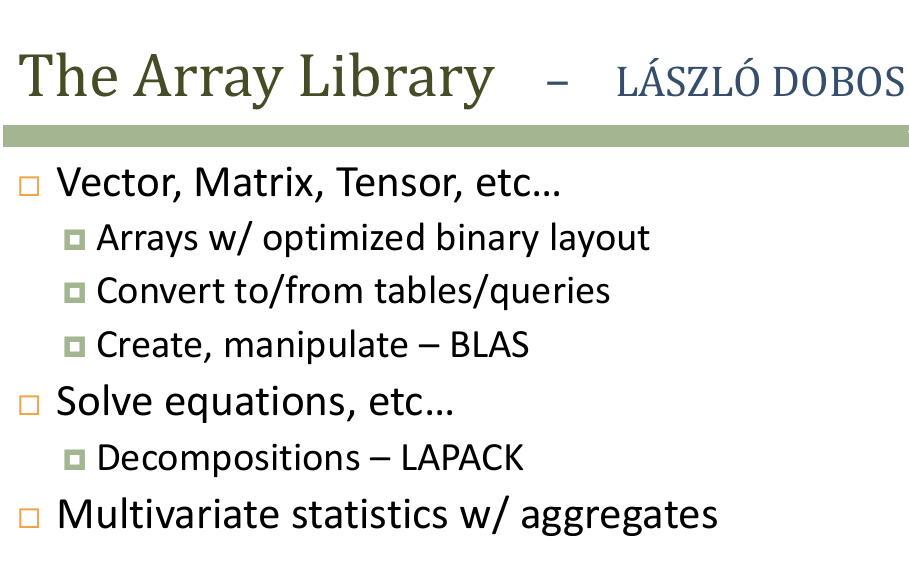 The Array Library – LÁSZLÓ DOBOS
Vector, Matrix, Tensor, etc…
Arrays w/ optimized binary layout
Convert to/from tables/queries
Create, manipulate – BLAS
Solve equations, etc…
Decompositions – LAPACK
Multivariate statistics w/ aggregates